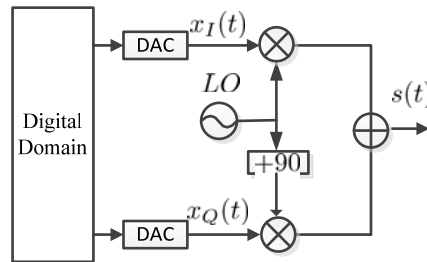 DAC
x_I(t)
LO
s(t)
Digital
Domain
+90
DAC
x_Q(t)